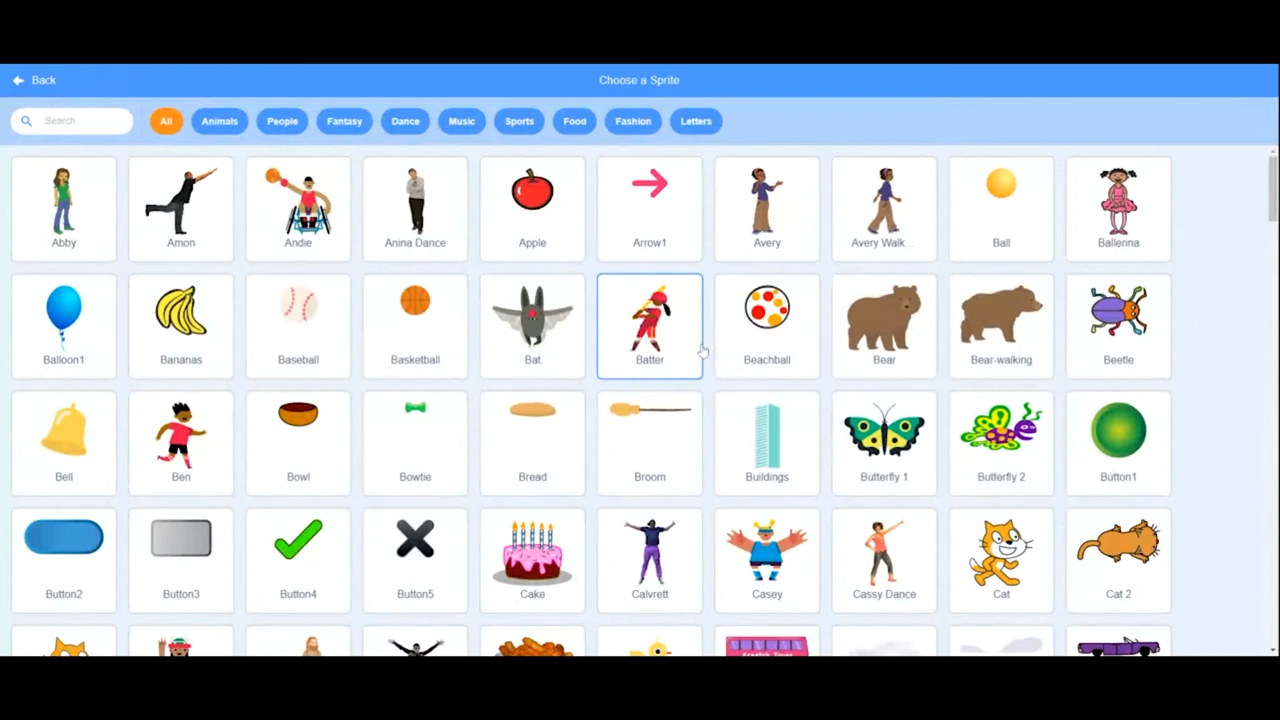 Back
Choose a Sprite
Search
All
Animals
People
Fantasy
Dance
Music
Sports
Food
Fashion
Letters
Abby
Amon
Andie
Anina Dance
Apple
Arrow1
Avery
Avery Walk...
Ball
Ballerina
Balloon1
Bananas
Baseball
Basketball
Bat
Batter
Beachball
Bear
Bear-walking
Beetle
Bell
Ben
Bowl
Bowtie
Bread
Broom
Buildings
Butterfly 1
Butterfly 2
Button1
Button2
Button3
Button4
Button5
Cake
Calvrett
Casey
Cassy Dance
Cat
Cat 2